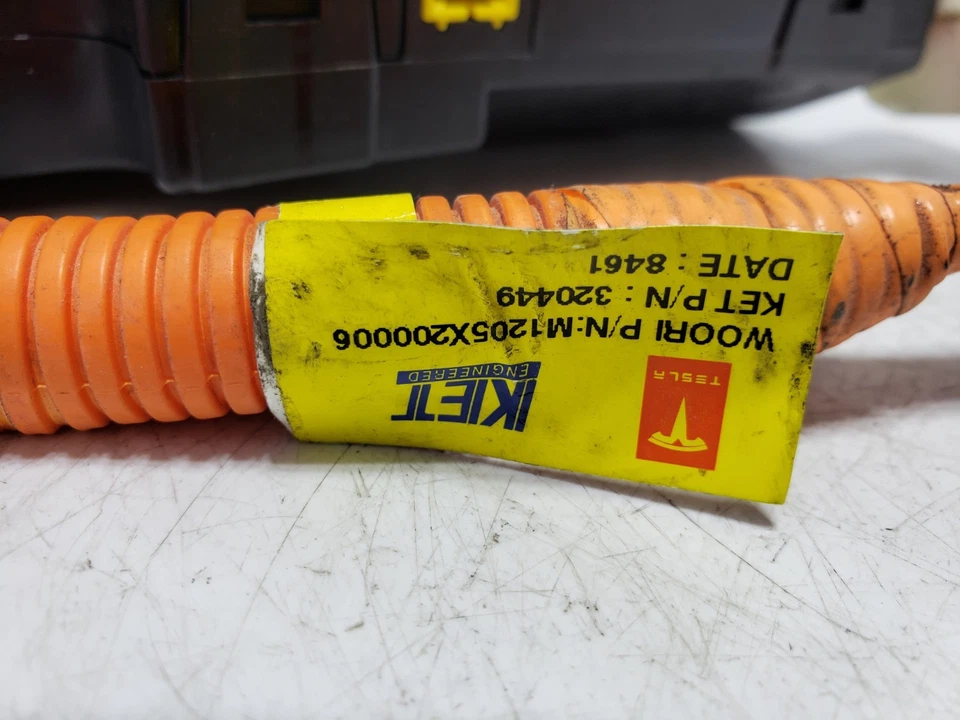 TESLA
KET
ENGINEERED
WOORI P/N:M1205X200006
KET P/N : 320449
DATE : 8461